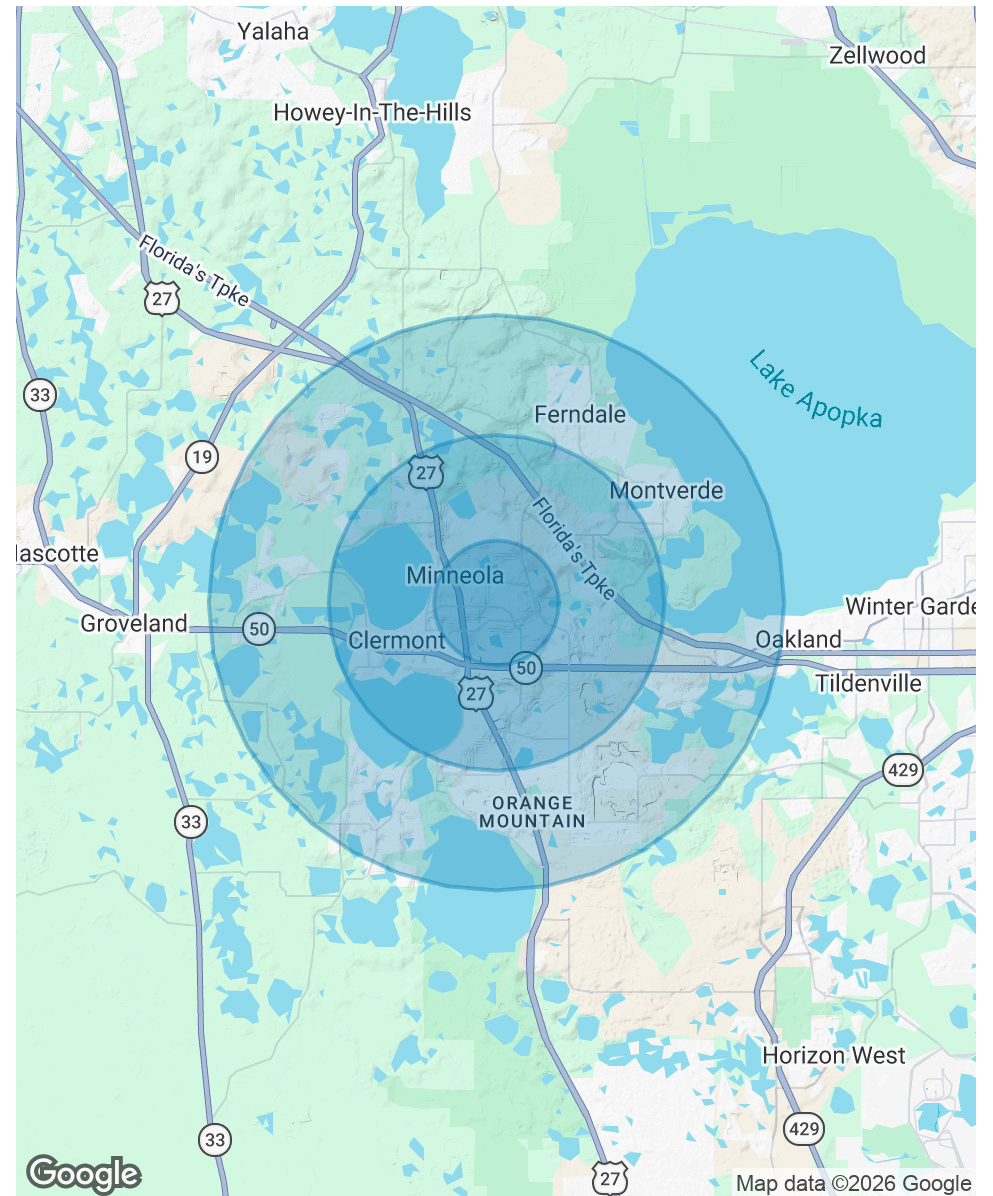 Yalaha
Zellwood
Howey-In-The-Hills
Florida's Tpke
27
Lake Apopka
33
Ferndale
19
27
Montverde
Florida's Tpke
lascotte
Minneola
Winter Garde
Groveland
50
Clermont
Oakland
50
Tildenville
27
429
ORANGE
MOUNTAIN
33
Horizon West
429
33
27
Google
Map data ©2026 Google